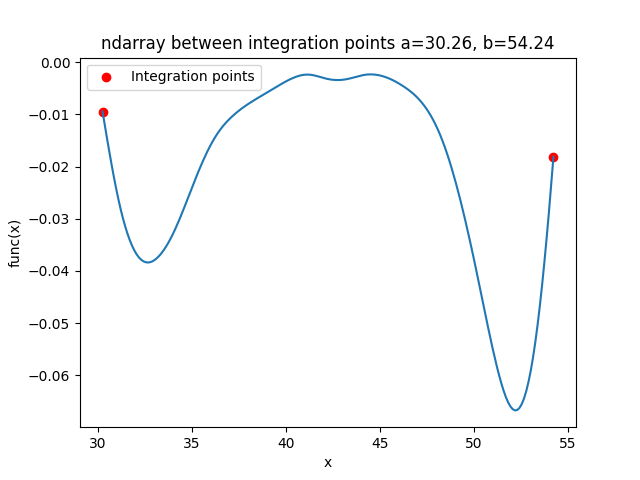 ndarray between integration points a=30.26, b=54.24
Integration points
0.00
−0.01
−0.02
−0.03
−0.04
−0.05
−0.06
func(x)
30 35 40 45 50 55
x